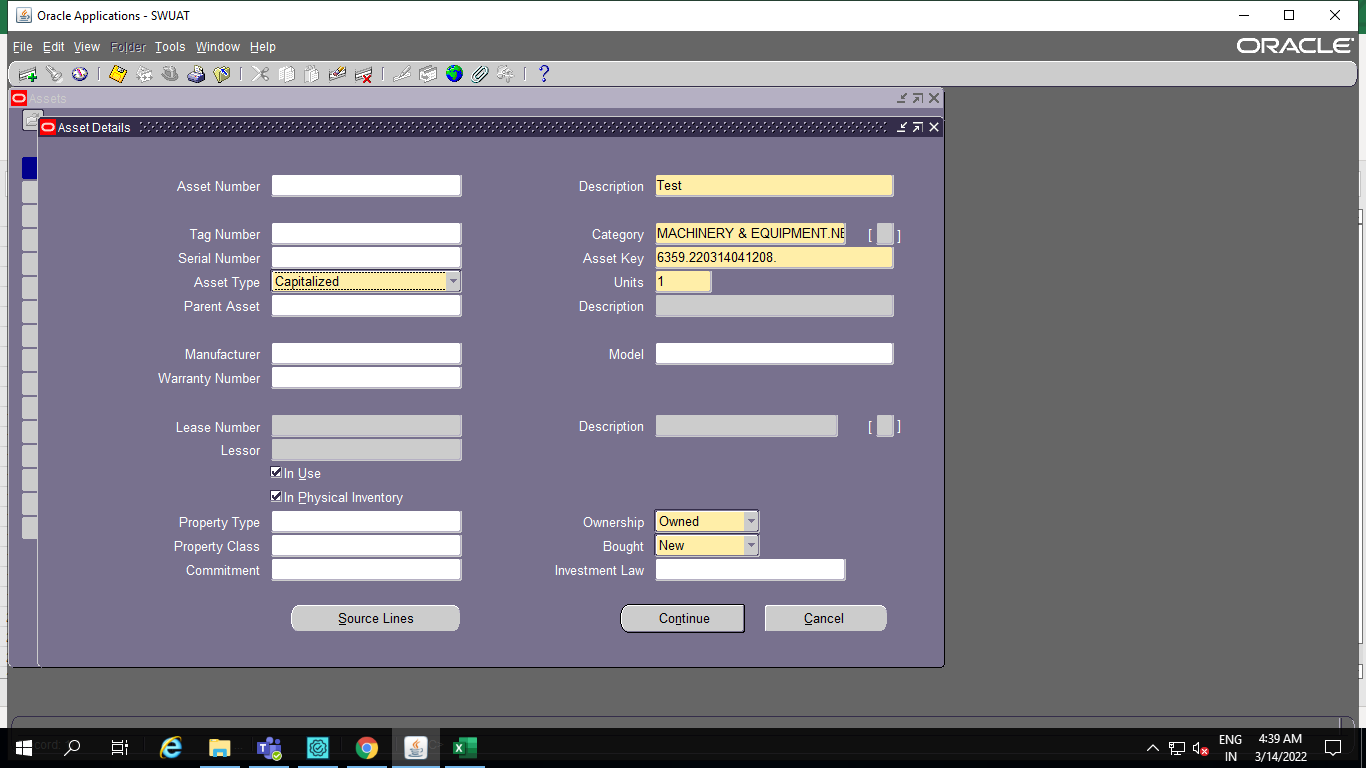 Oracle Applications - SWUAT
File Edit View Folder Tools Window Help
ORACLE
Assets
Asset Details
Asset Number
Description Test
Tag Number
Category MACHINERY & EQUIPMENT.NE [ ]
Serial Number
Asset Key 6359.220314041208.
Asset Type Capitalized
Units 1
Parent Asset
Description
Manufacturer
Model
Warranty Number
Lease Number
Description [ ]
Lessor
In Use
In Physical Inventory
Property Type
Ownership Owned
Property Class
Bought New
Commitment
Investment Law
Source Lines Continue Cancel
ENG 4:39 AM
IN 3/14/2022